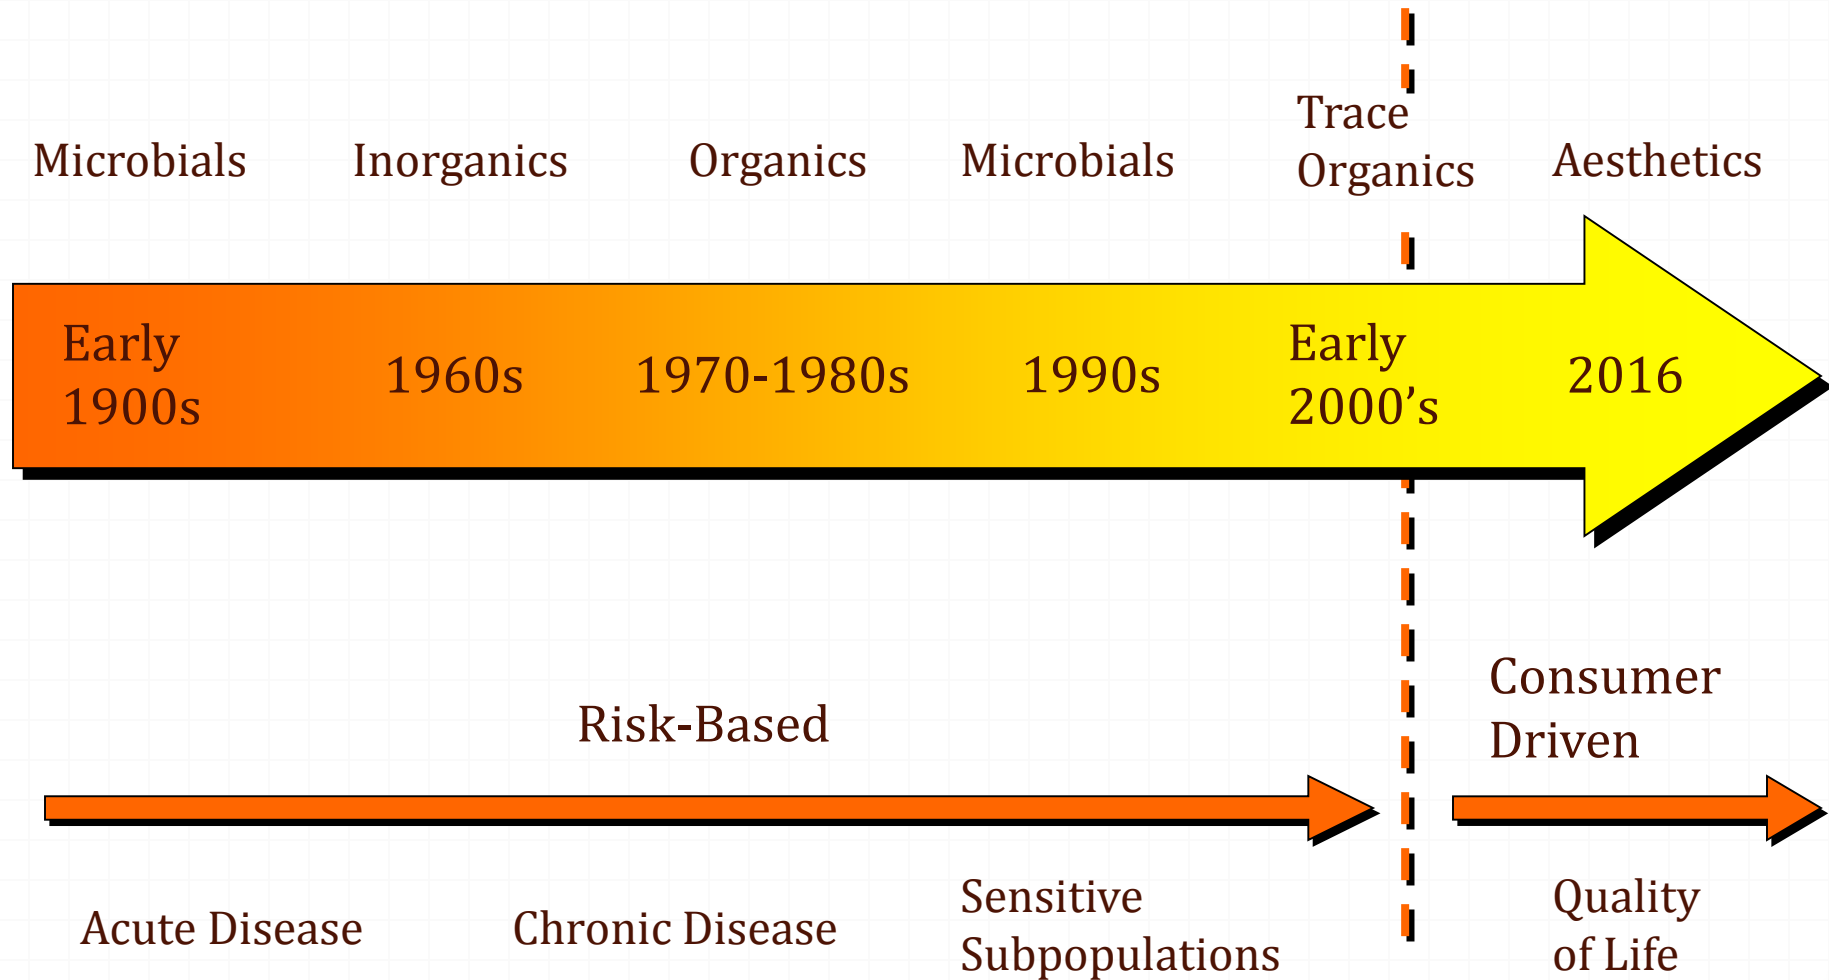 Microbials
Inorganics
Organics
Microbials
Trace
Organics
Aesthetics
Early
1900s
1960s
1970-1980s
1990s
Early
2000’s
2016
Risk-Based
Consumer
Driven
Acute Disease
Chronic Disease
Sensitive
Subpopulations
Quality
of Life